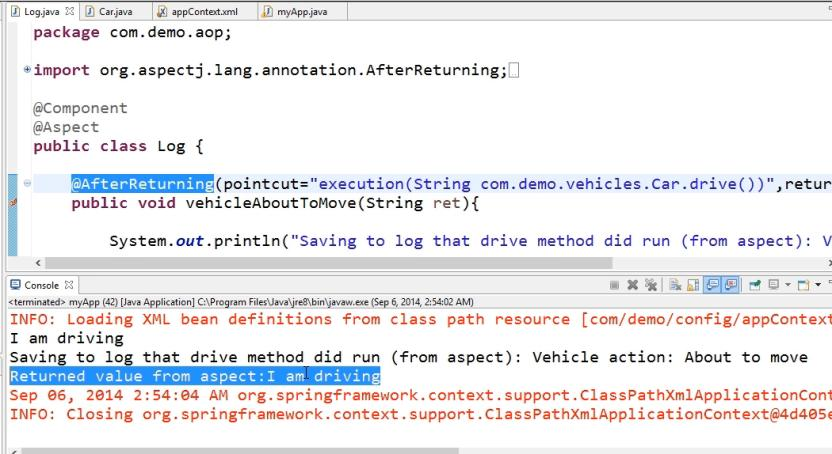 Log.java Car.java appContext.xml myApp.java
package com.demo.aop;
import org.aspectj.lang.annotation.AfterReturning;
@Component
@Aspect
public class Log {
@AfterReturning(pointcut="execution(String com.demo.vehicles.Car.drive())",retur
public void vehicleAboutToMove(String ret){
System.out.println("Saving to log that drive method did run (from aspect): V
Console
<terminated> myApp (42) [Java Application] C:\Program Files\Java\jre8\bin\javaw.exe (Sep 6, 2014, 2:54:02 AM)
INFO: Loading XML bean definitions from class path resource [com/demo/config/appContext
I am driving
Saving to log that drive method did run (from aspect): Vehicle action: About to move
Returned value from aspect:I am driving
Sep 06, 2014 2:54:04 AM org.springframework.context.support.ClassPathXmlApplicationCont
INFO: Closing org.springframework.context.support.ClassPathXmlApplicationContext@4d405e